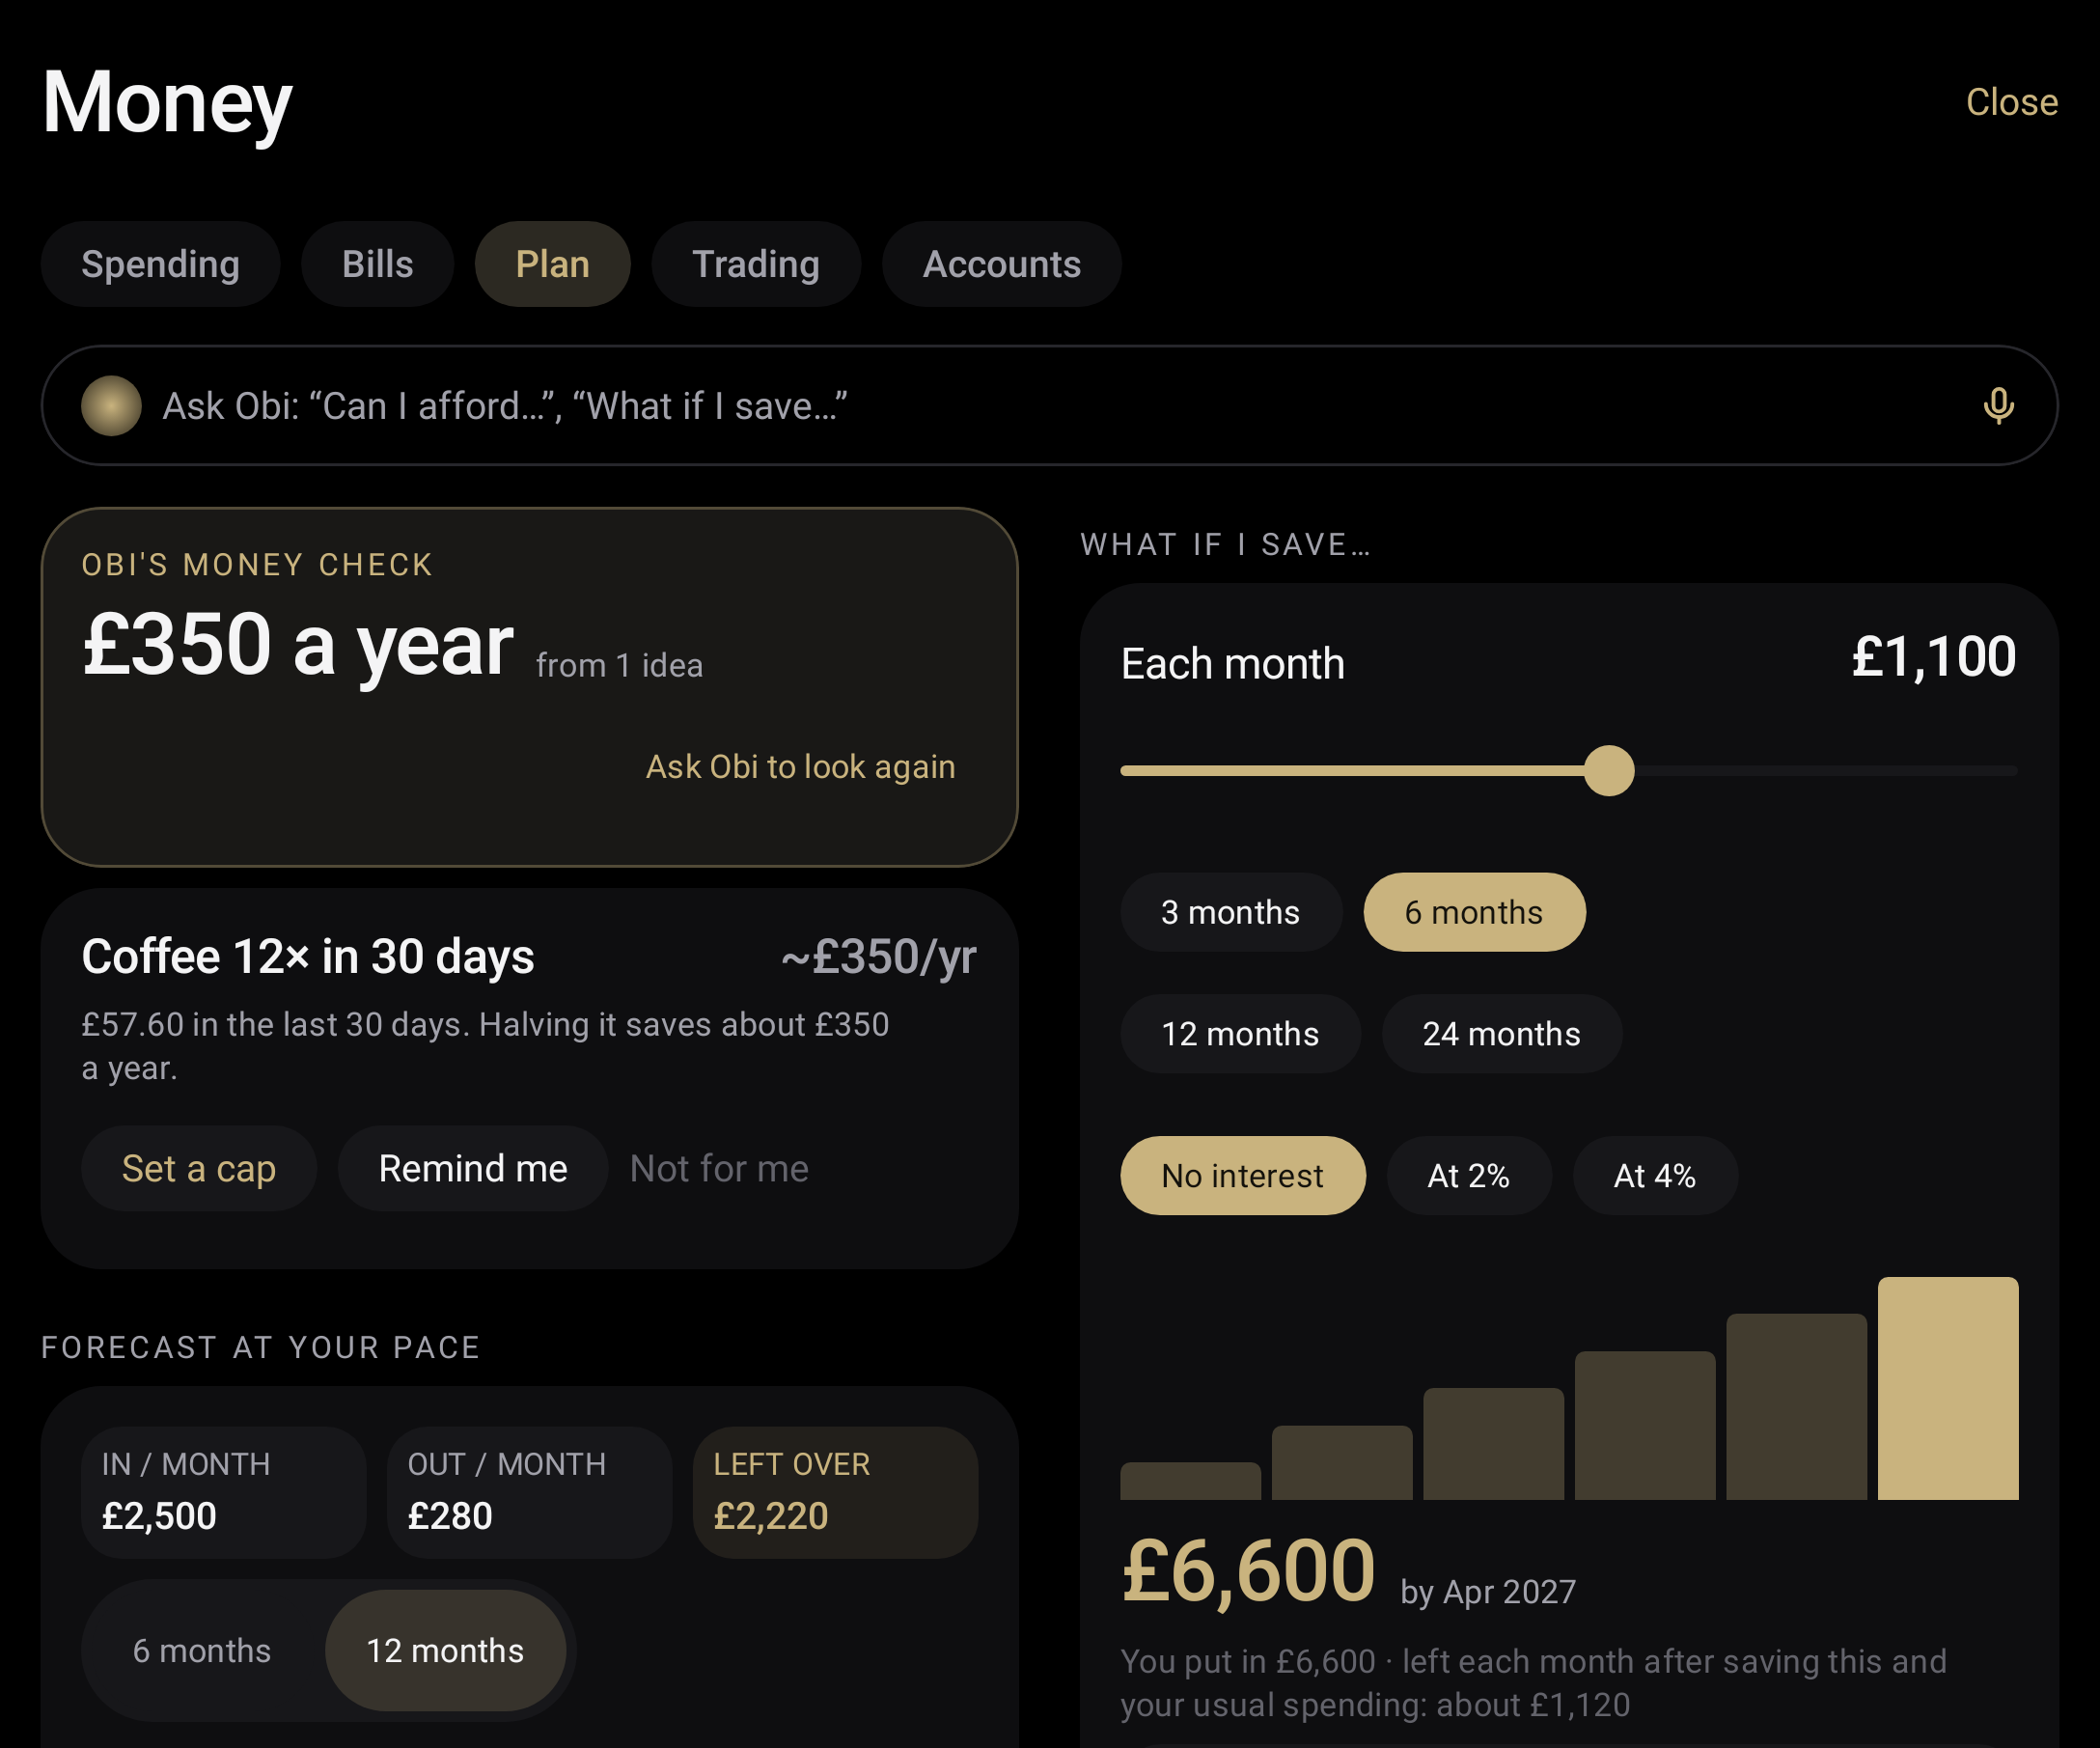 Money
Close
Spending
Bills
Plan
Trading
Accounts
Ask Obi: “Can I afford…”, “What if I save…”
OBI'S MONEY CHECK
£350 a year from 1 idea
Ask Obi to look again
Coffee 12× in 30 days ~£350/yr
£57.60 in the last 30 days. Halving it saves about £350
a year.
Set a cap
Remind me
Not for me
FORECAST AT YOUR PACE
IN / MONTH
£2,500
OUT / MONTH
£280
LEFT OVER
£2,220
6 months
12 months
WHAT IF I SAVE…
Each month £1,100
3 months
6 months
12 months
24 months
No interest
At 2%
At 4%
£6,600 by Apr 2027
You put in £6,600 · left each month after saving this and
your usual spending: about £1,120